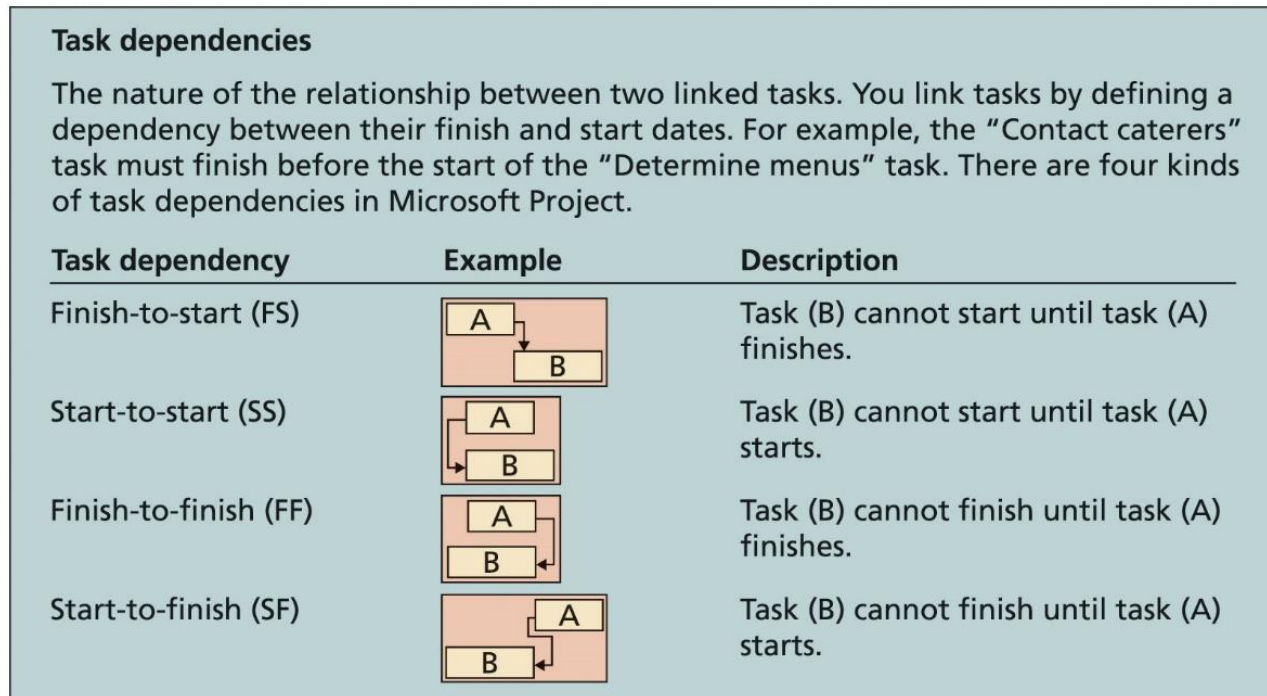 Task dependencies
The nature of the relationship between two linked tasks. You link tasks by defining a
dependency between their finish and start dates. For example, the “Contact caterers”
task must finish before the start of the “Determine menus” task. There are four kinds
of task dependencies in Microsoft Project.
Task dependency Example Description
Finish-to-start (FS) A B Task (B) cannot start until task (A)
finishes.
Start-to-start (SS) A B Task (B) cannot start until task (A)
starts.
Finish-to-finish (FF) A B Task (B) cannot finish until task (A)
finishes.
Start-to-finish (SF) A B Task (B) cannot finish until task (A)
starts.